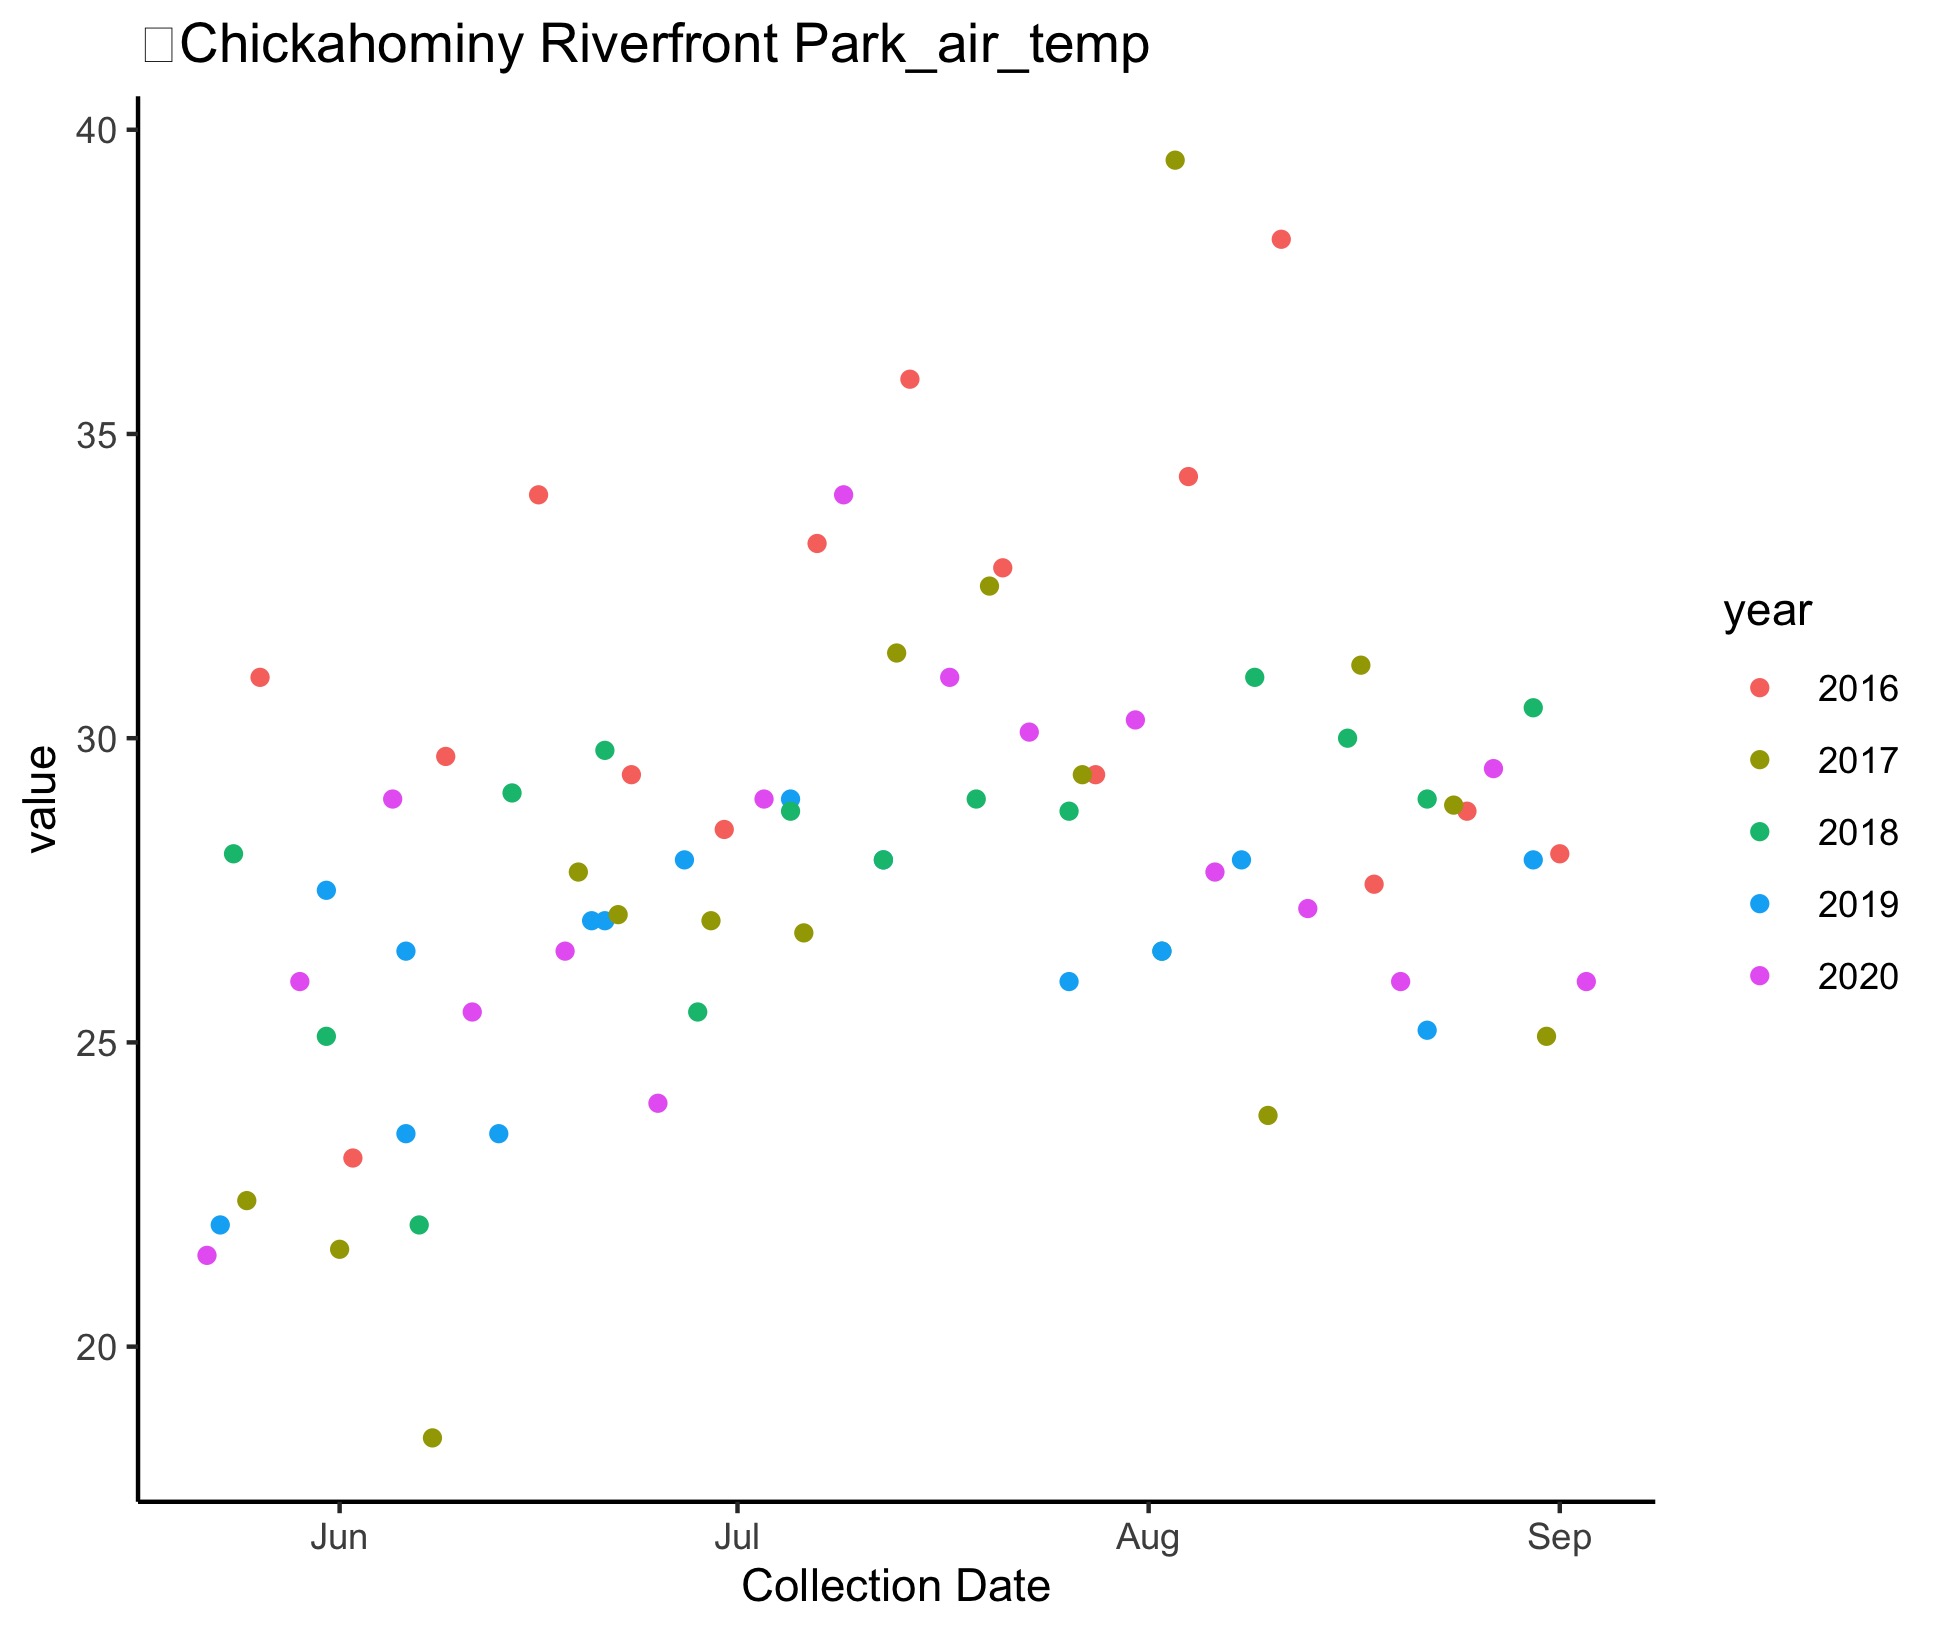 Chickahominy Riverfront Park_air_temp
40
35
30
25
20
value
Jun Jul Aug Sep
Collection Date
year
2016
2017
2018
2019
2020